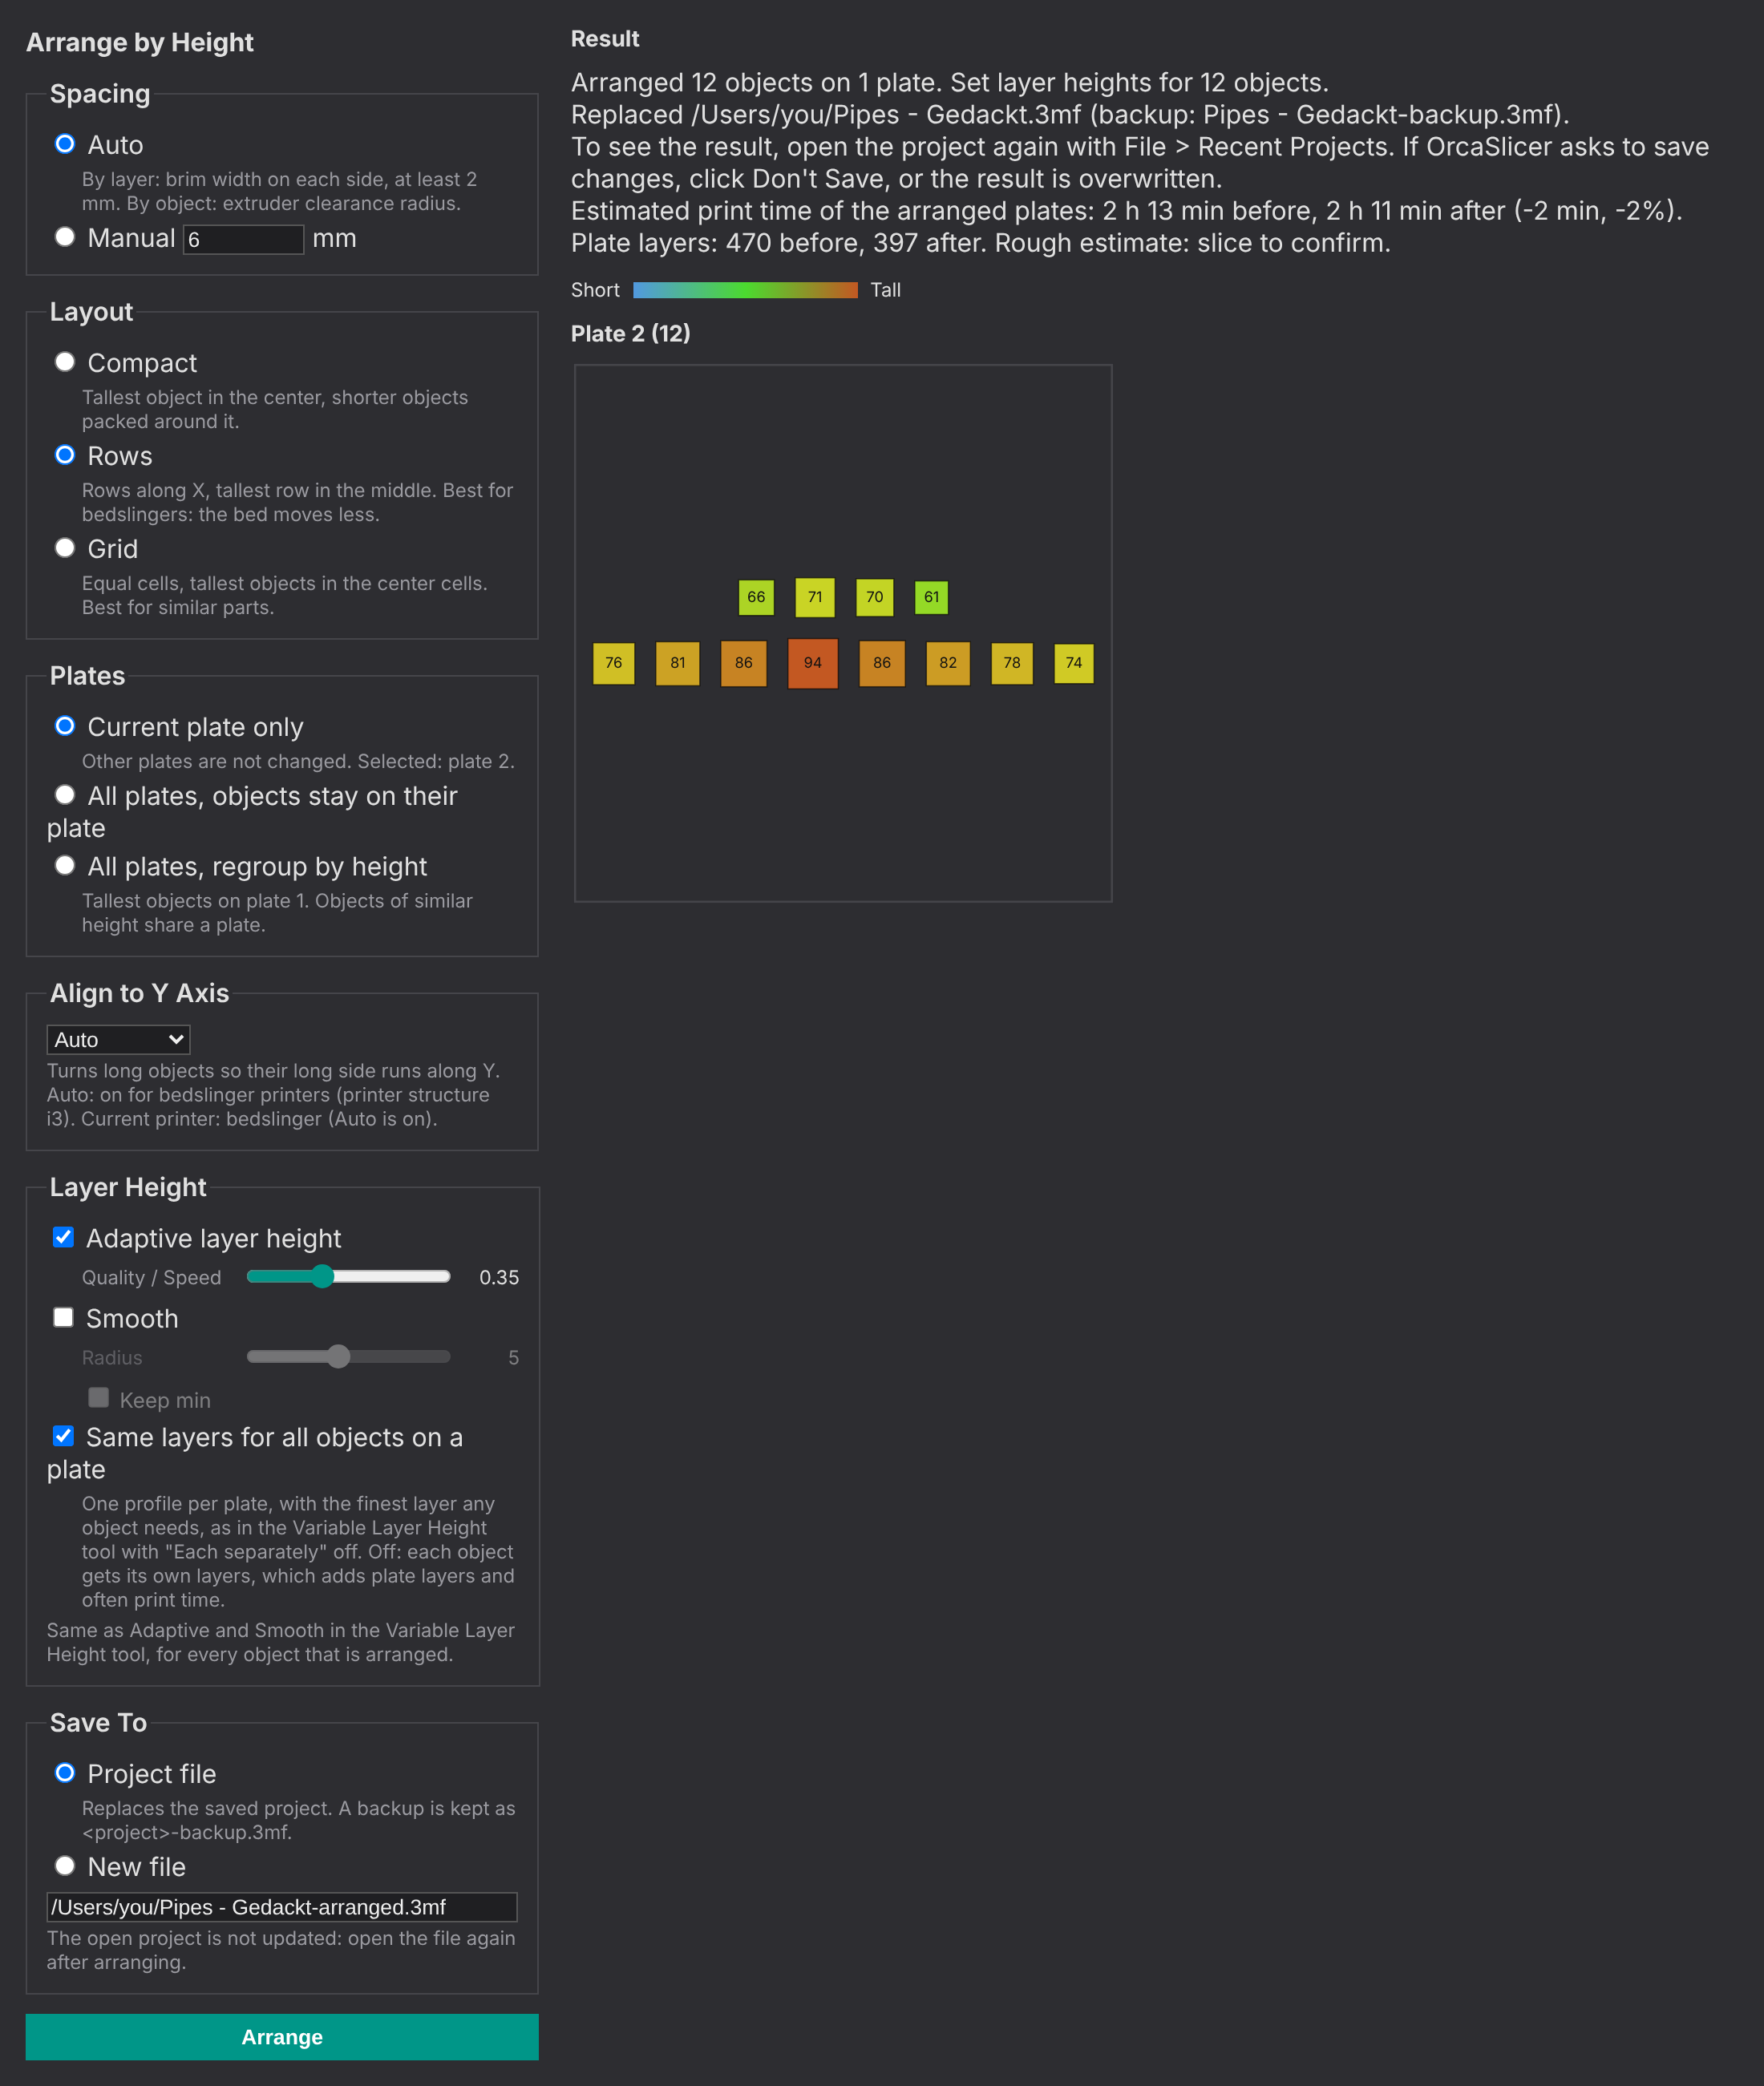 Arrange by Height
Spacing
Auto
By layer: brim width on each side, at least 2
mm. By object: extruder clearance radius.
Manual 6 mm
Layout
Compact
Tallest object in the center, shorter objects
packed around it.
Rows
Rows along X, tallest row in the middle. Best for
bedslingers: the bed moves less.
Grid
Equal cells, tallest objects in the center cells.
Best for similar parts.
Plates
Current plate only
Other plates are not changed. Selected: plate 2.
All plates, objects stay on their
plate
All plates, regroup by height
Tallest objects on plate 1. Objects of similar
height share a plate.
Align to Y Axis
Auto
Turns long objects so their long side runs along Y.
Auto: on for bedslinger printers (printer structure
i3). Current printer: bedslinger (Auto is on).
Layer Height
Adaptive layer height
Quality / Speed 0.35
Smooth
Radius 5
Keep min
Same layers for all objects on a
plate
One profile per plate, with the finest layer any
object needs, as in the Variable Layer Height
tool with "Each separately" off. Off: each object
gets its own layers, which adds plate layers and
often print time.
Same as Adaptive and Smooth in the Variable Layer
Height tool, for every object that is arranged.
Save To
Project file
Replaces the saved project. A backup is kept as
<project>-backup.3mf.
New file
/Users/you/Pipes - Gedackt-arranged.3mf
The open project is not updated: open the file again
after arranging.
Arrange
Result
Arranged 12 objects on 1 plate. Set layer heights for 12 objects.
Replaced /Users/you/Pipes - Gedackt.3mf (backup: Pipes - Gedackt-backup.3mf).
To see the result, open the project again with File > Recent Projects. If OrcaSlicer asks to save
changes, click Don't Save, or the result is overwritten.
Estimated print time of the arranged plates: 2 h 13 min before, 2 h 11 min after (-2 min, -2%).
Plate layers: 470 before, 397 after. Rough estimate: slice to confirm.
Short Tall
Plate 2 (12)
66 71 70 61
76 81 86 94 86 82 78 74